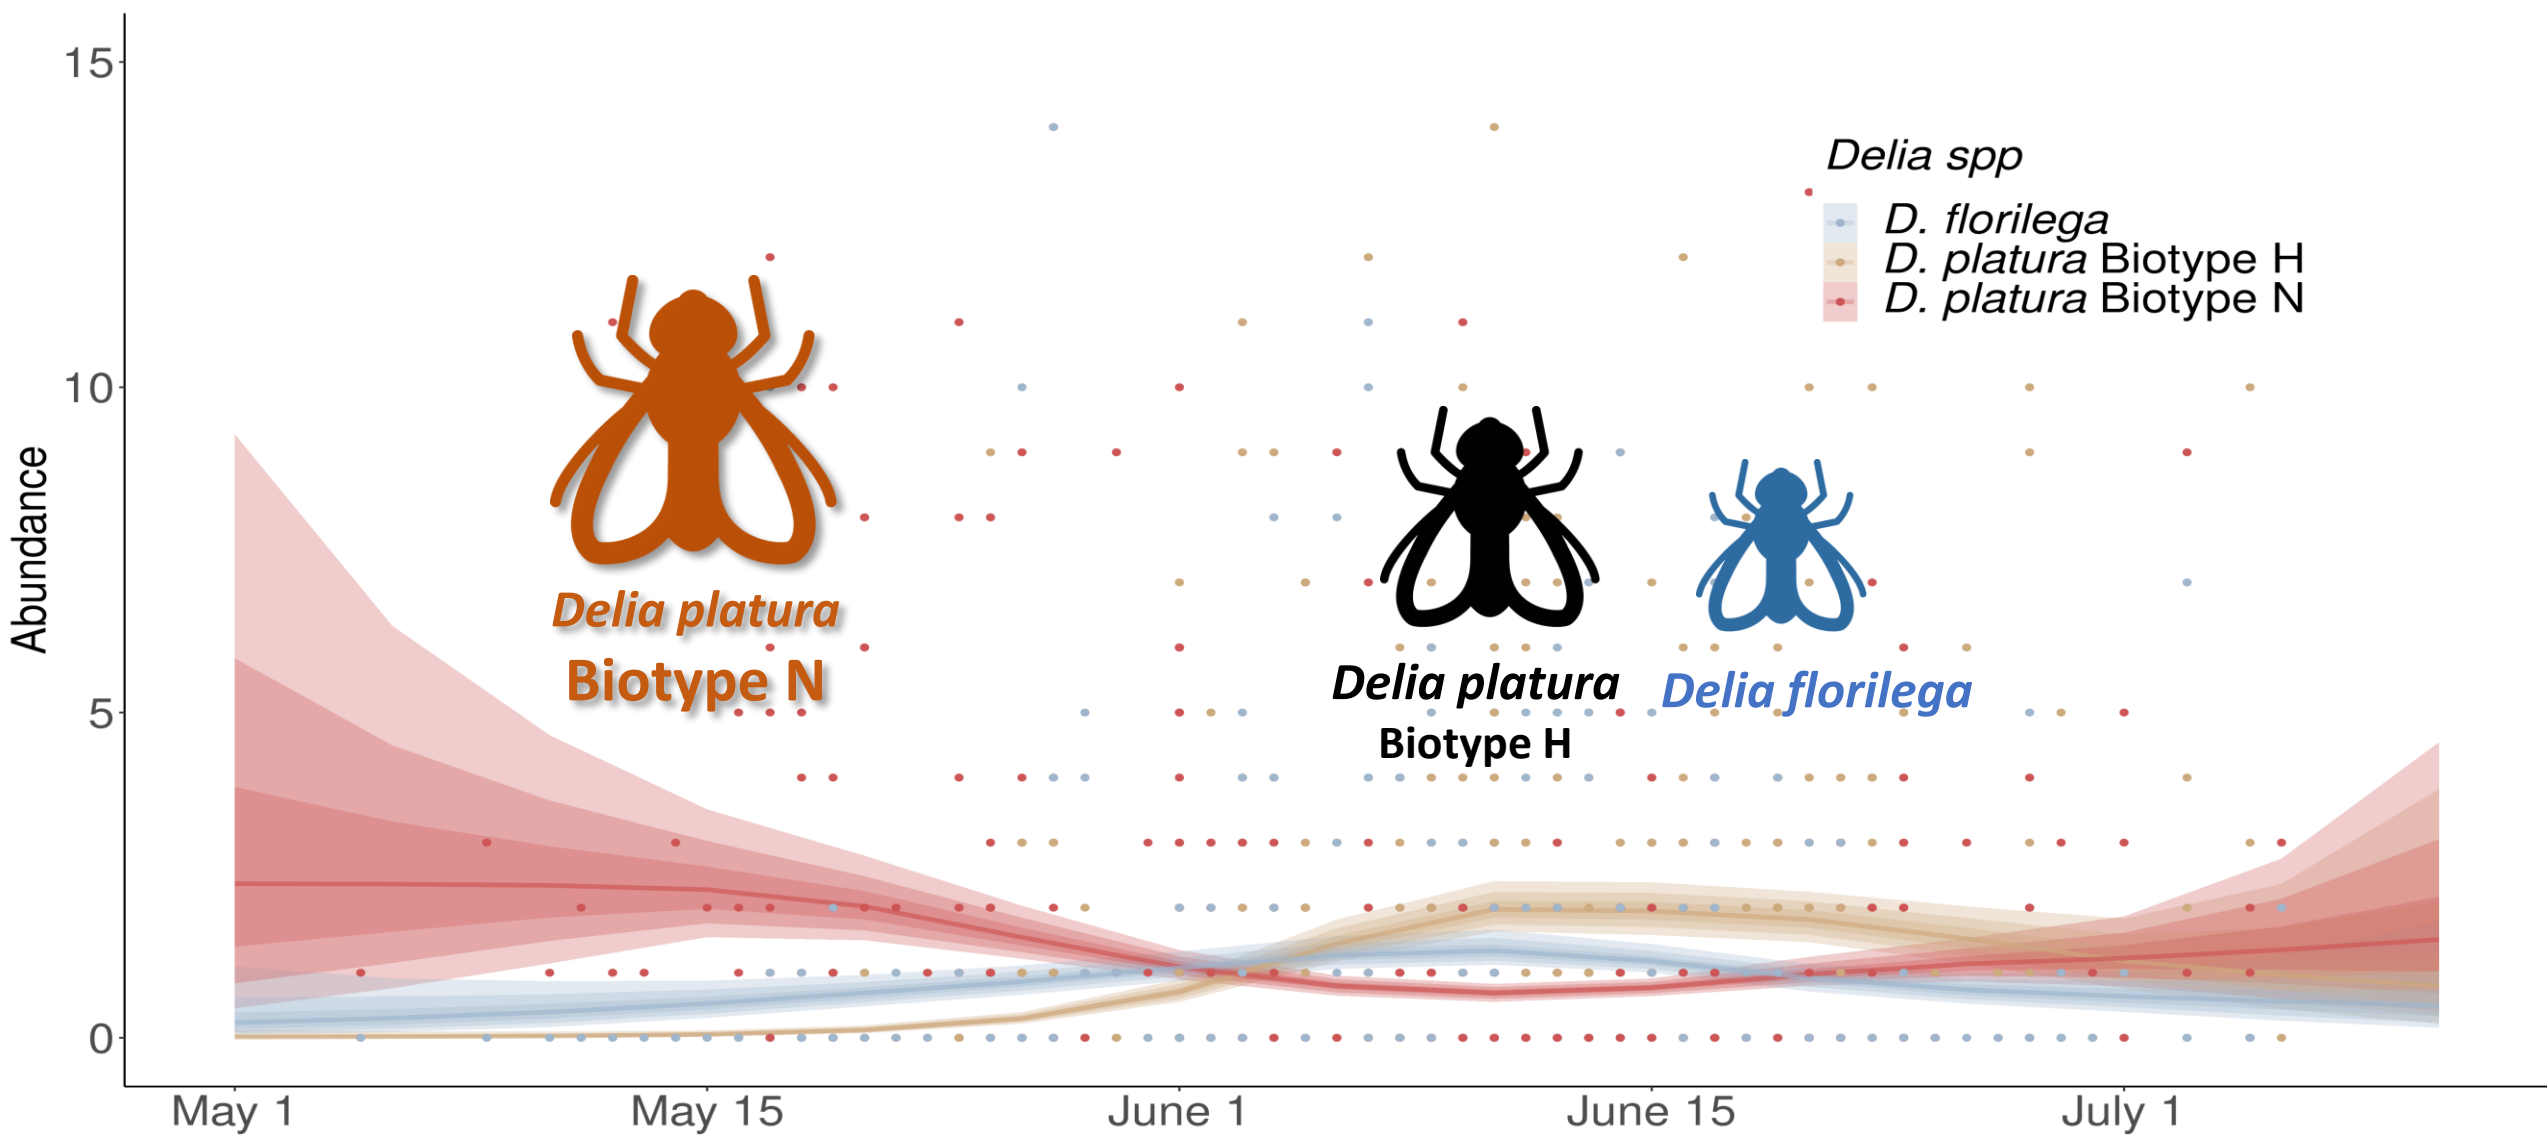 15
10
5
0
Abundance
May 1
May 15
June 1
June 15
July 1
Delia spp
D. florilega
D. platura Biotype H
D. platura Biotype N
Delia platura
Biotype N
Delia platura
Biotype H
Delia florilega